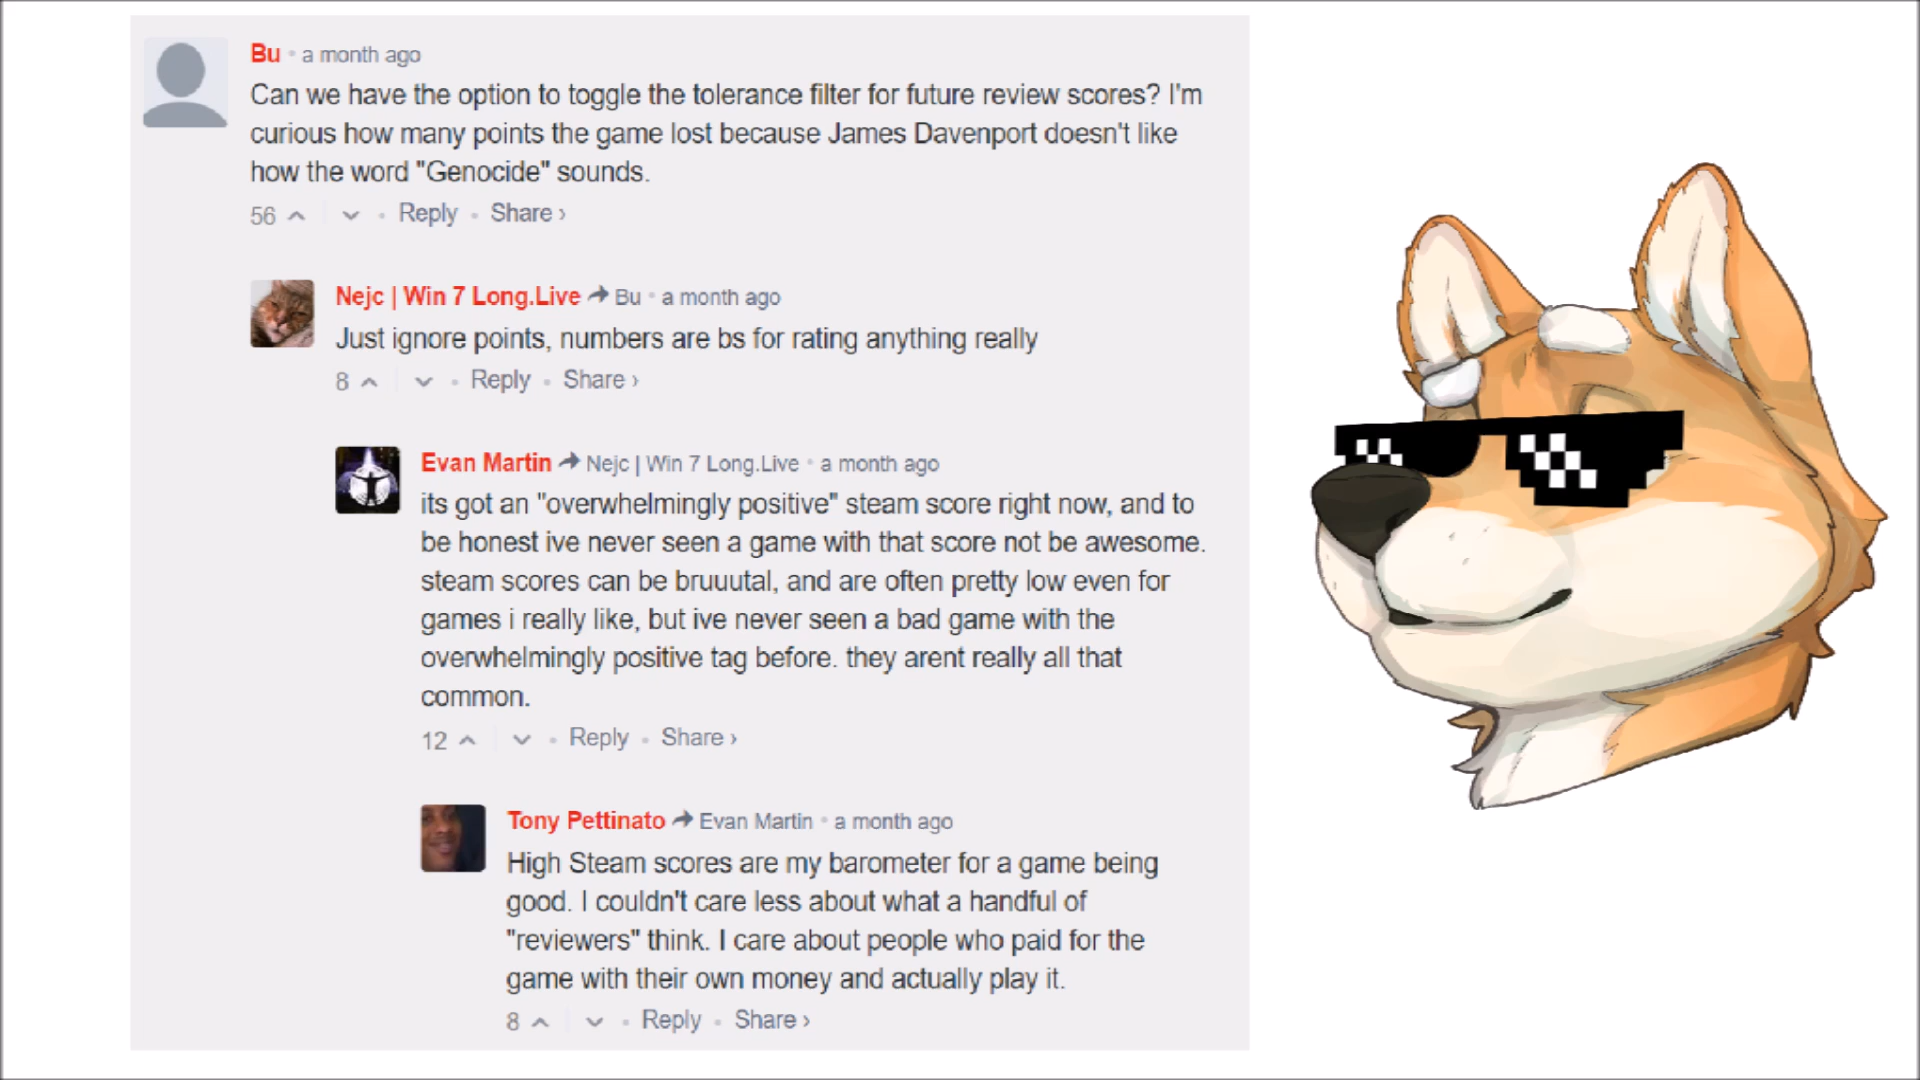 Bu • a month ago
Can we have the option to toggle the tolerance filter for future review scores? I'm
curious how many points the game lost because James Davenport doesn't like
how the word "Genocide" sounds.
56 • Reply • Share ›
Nejc | Win 7 Long.Live Bu • a month ago
Just ignore points, numbers are bs for rating anything really
8 • Reply • Share ›
Evan Martin Nejc | Win 7 Long.Live • a month ago
its got an "overwhelmingly positive" steam score right now, and to
be honest ive never seen a game with that score not be awesome.
steam scores can be bruuutal, and are often pretty low even for
games i really like, but ive never seen a bad game with the
overwhelmingly positive tag before. they arent really all that
common.
12 • Reply • Share ›
Tony Pettinato Evan Martin • a month ago
High Steam scores are my barometer for a game being
good. I couldn't care less about what a handful of
"reviewers" think. I care about people who paid for the
game with their own money and actually play it.
8 • Reply • Share ›